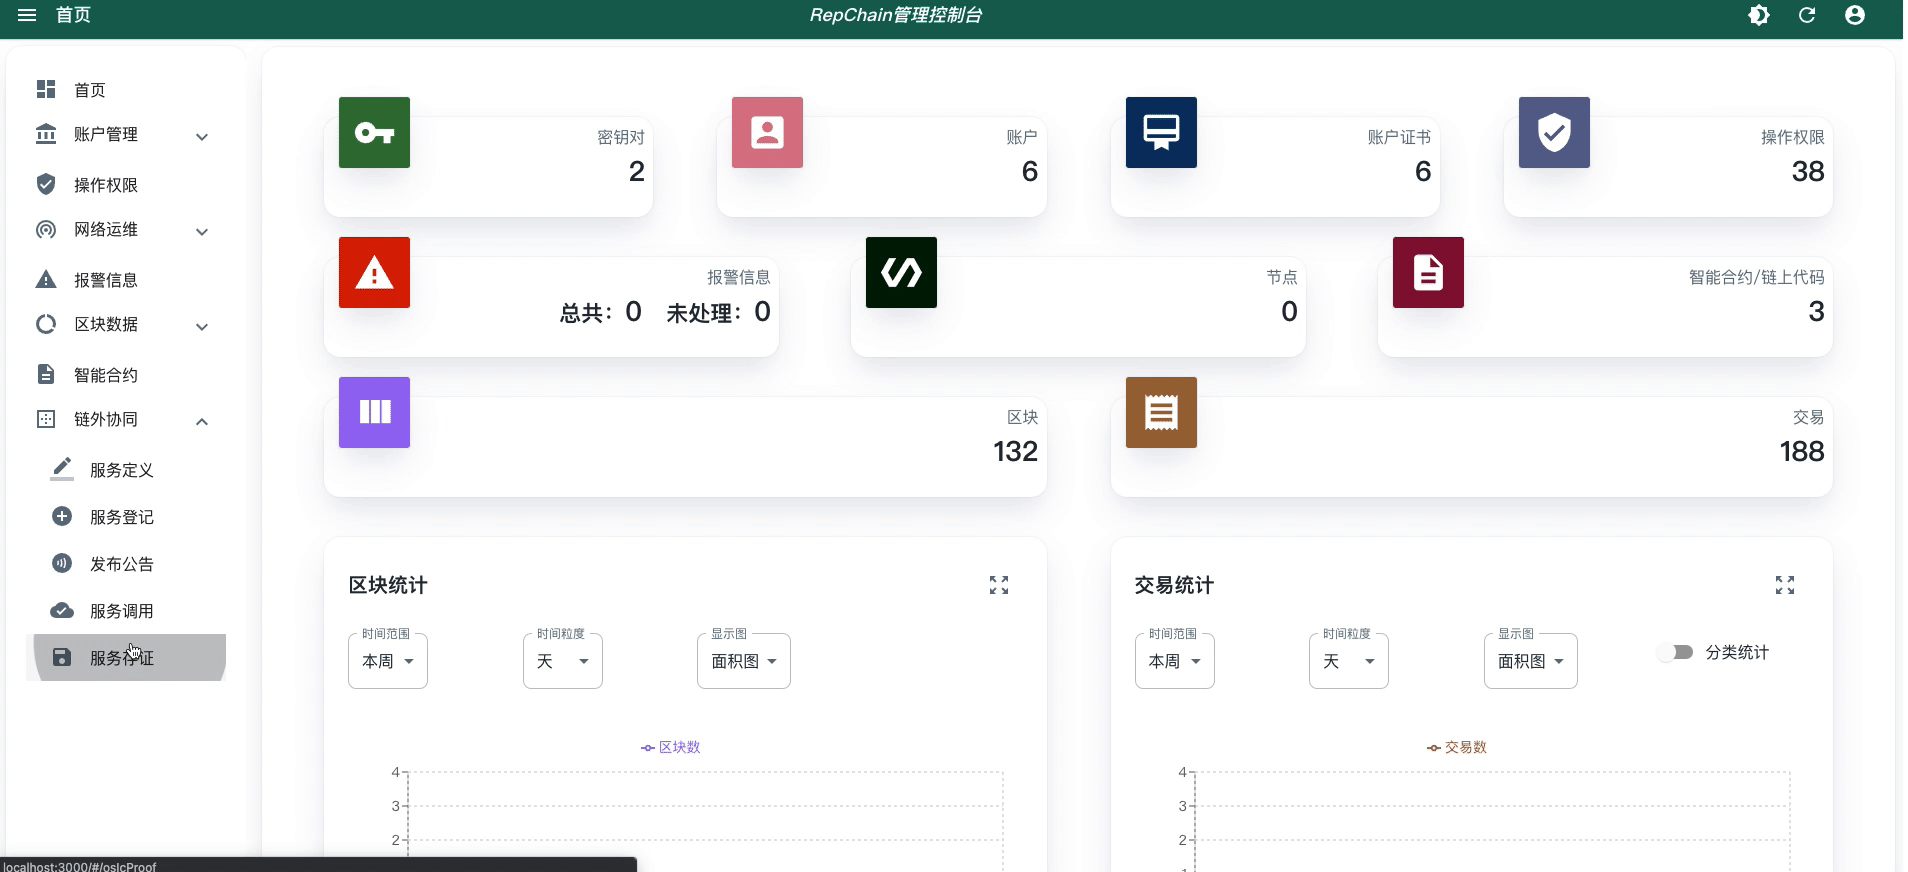 首页
RepChain管理控制台
首页
账户管理
操作权限
网络运维
报警信息
区块数据
智能合约
链外协同
服务定义
服务登记
发布公告
服务调用
服务存证
密钥对
2
账户
6
账户证书
6
操作权限
38
报警信息
总共：0 未处理：0
节点
0
智能合约/链上代码
3
区块
132
交易
188
区块统计
时间范围
本周
时间粒度
天
显示图
面积图
区块数
4
3
2
交易统计
时间范围
本周
时间粒度
天
显示图
面积图
分类统计
交易数
4
3
2
1
localhost:3000/#/oslcProof